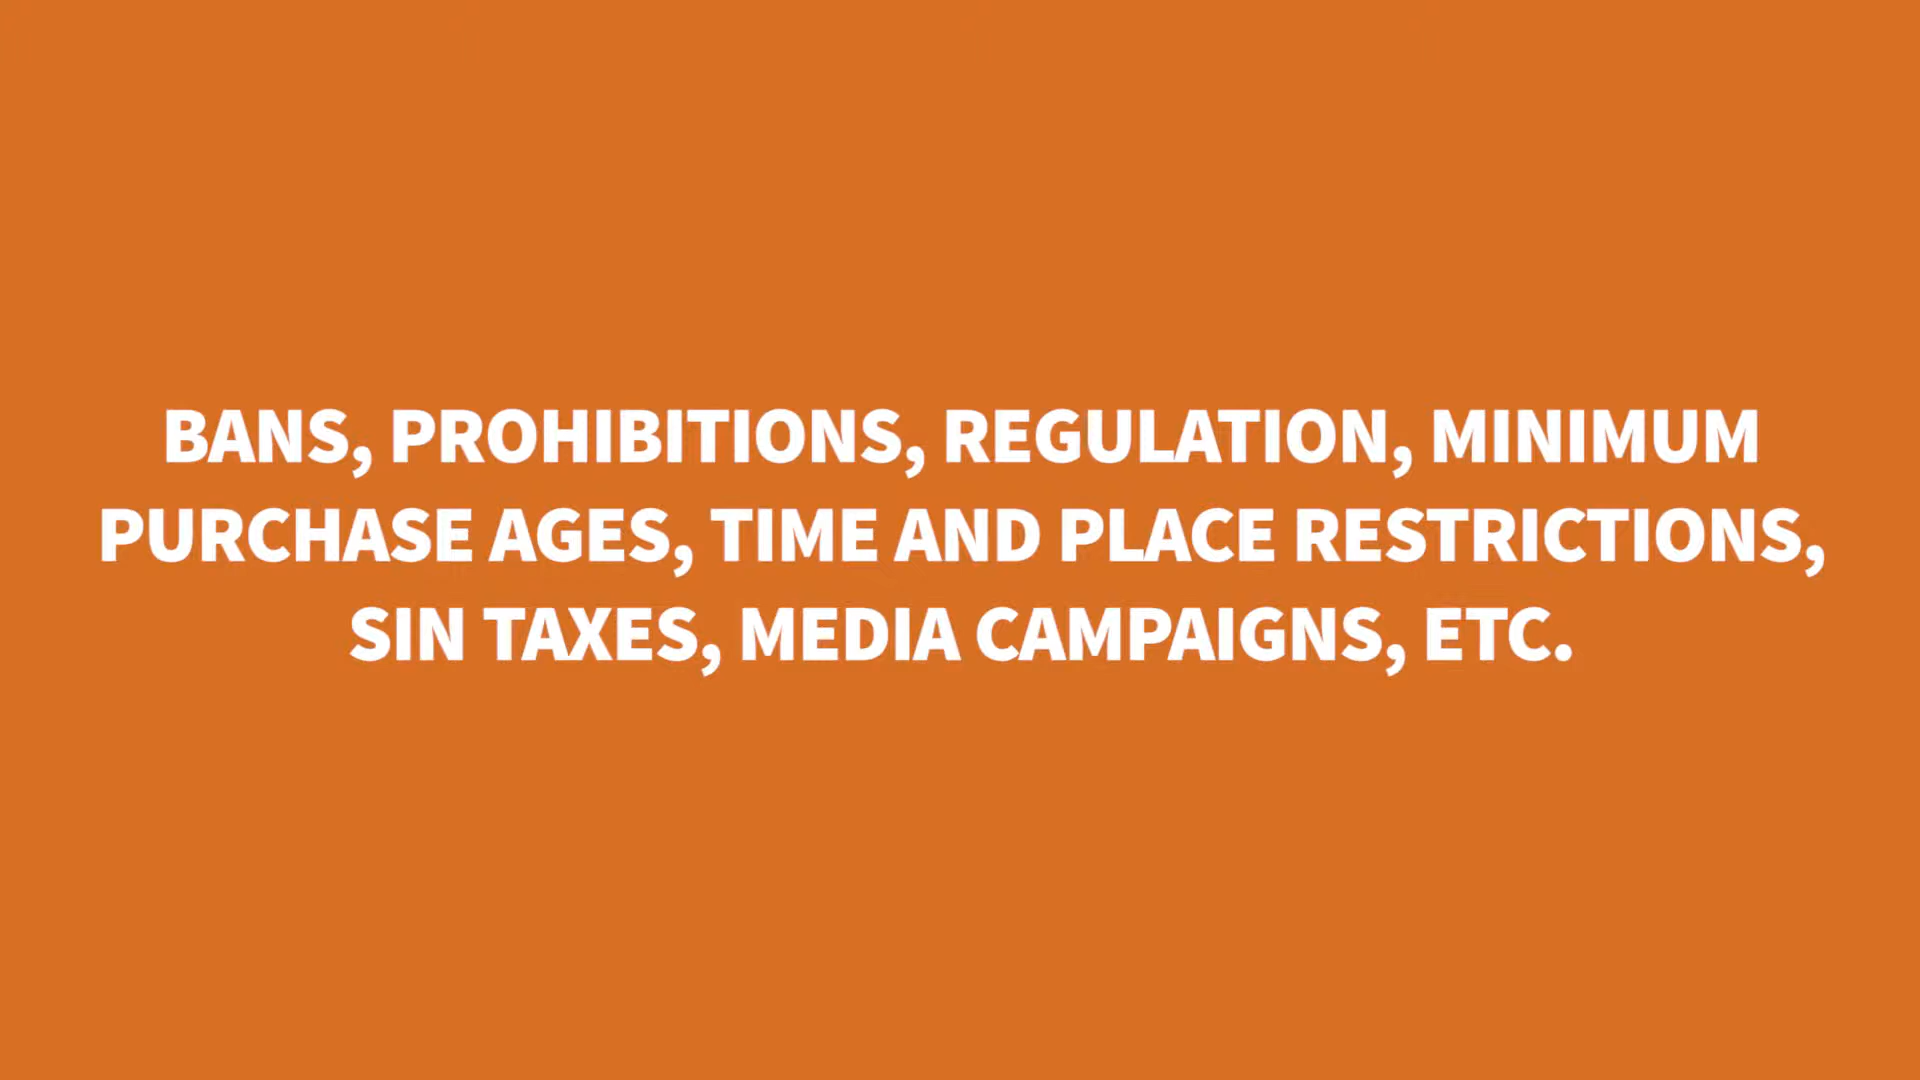 BANS, PROHIBITIONS, REGULATION, MINIMUM
PURCHASE AGES, TIME AND PLACE RESTRICTIONS,
SIN TAXES, MEDIA CAMPAIGNS, ETC.